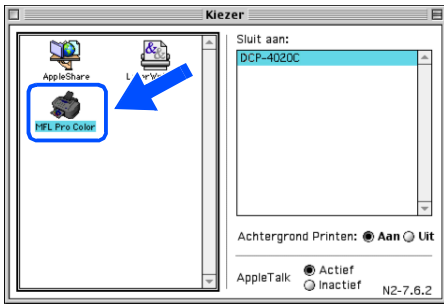 Kiezer
AppleShare
MFL Pro Color
Sluit aan:
DCP-4020C
Achtergrond Printen: Aan Uit
AppleTalk
Actief
Inactief
N2-7.6.2